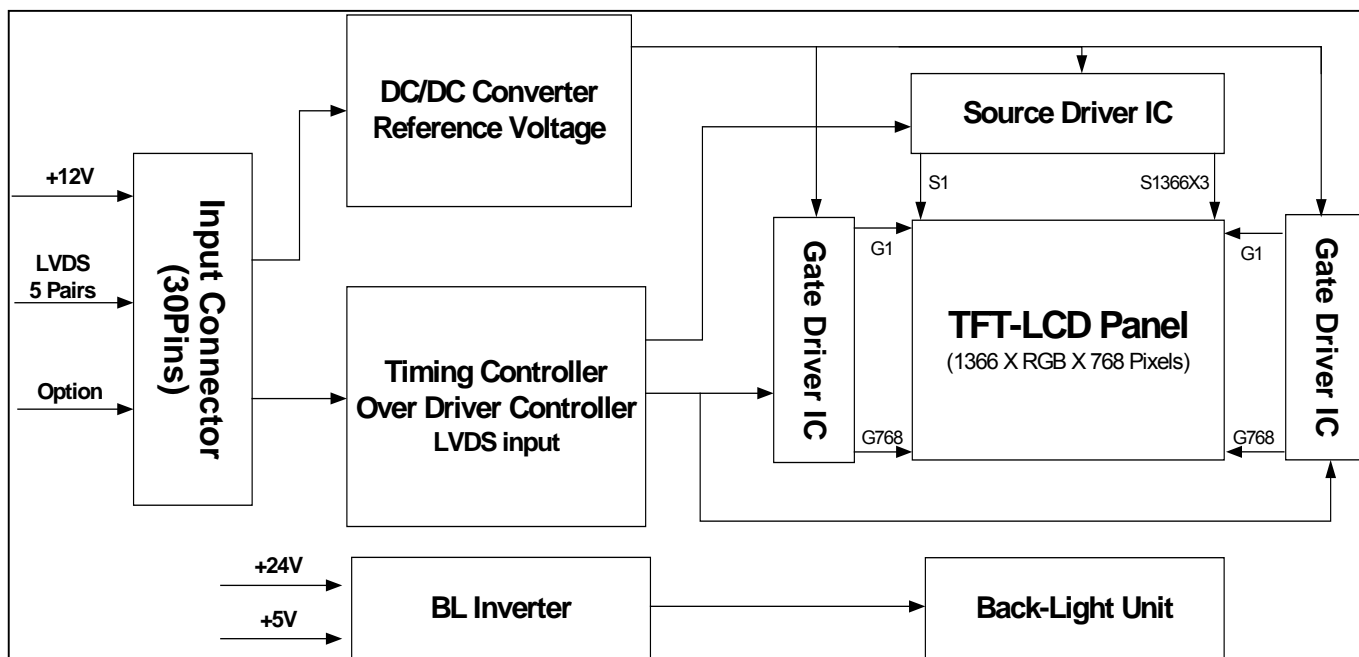 DC/DC Converter
Reference Voltage
Source Driver IC
+12V
LVDS
5 Pairs
Option
Input Connector
(30Pins)
S1
S1366X3
G1
G768
Gate Driver IC
TFT-LCD Panel
(1366 X RGB X 768 Pixels)
G1
G768
Gate Driver IC
Timing Controller
Over Driver Controller
LVDS input
+24V
+5V
BL Inverter
Back-Light Unit